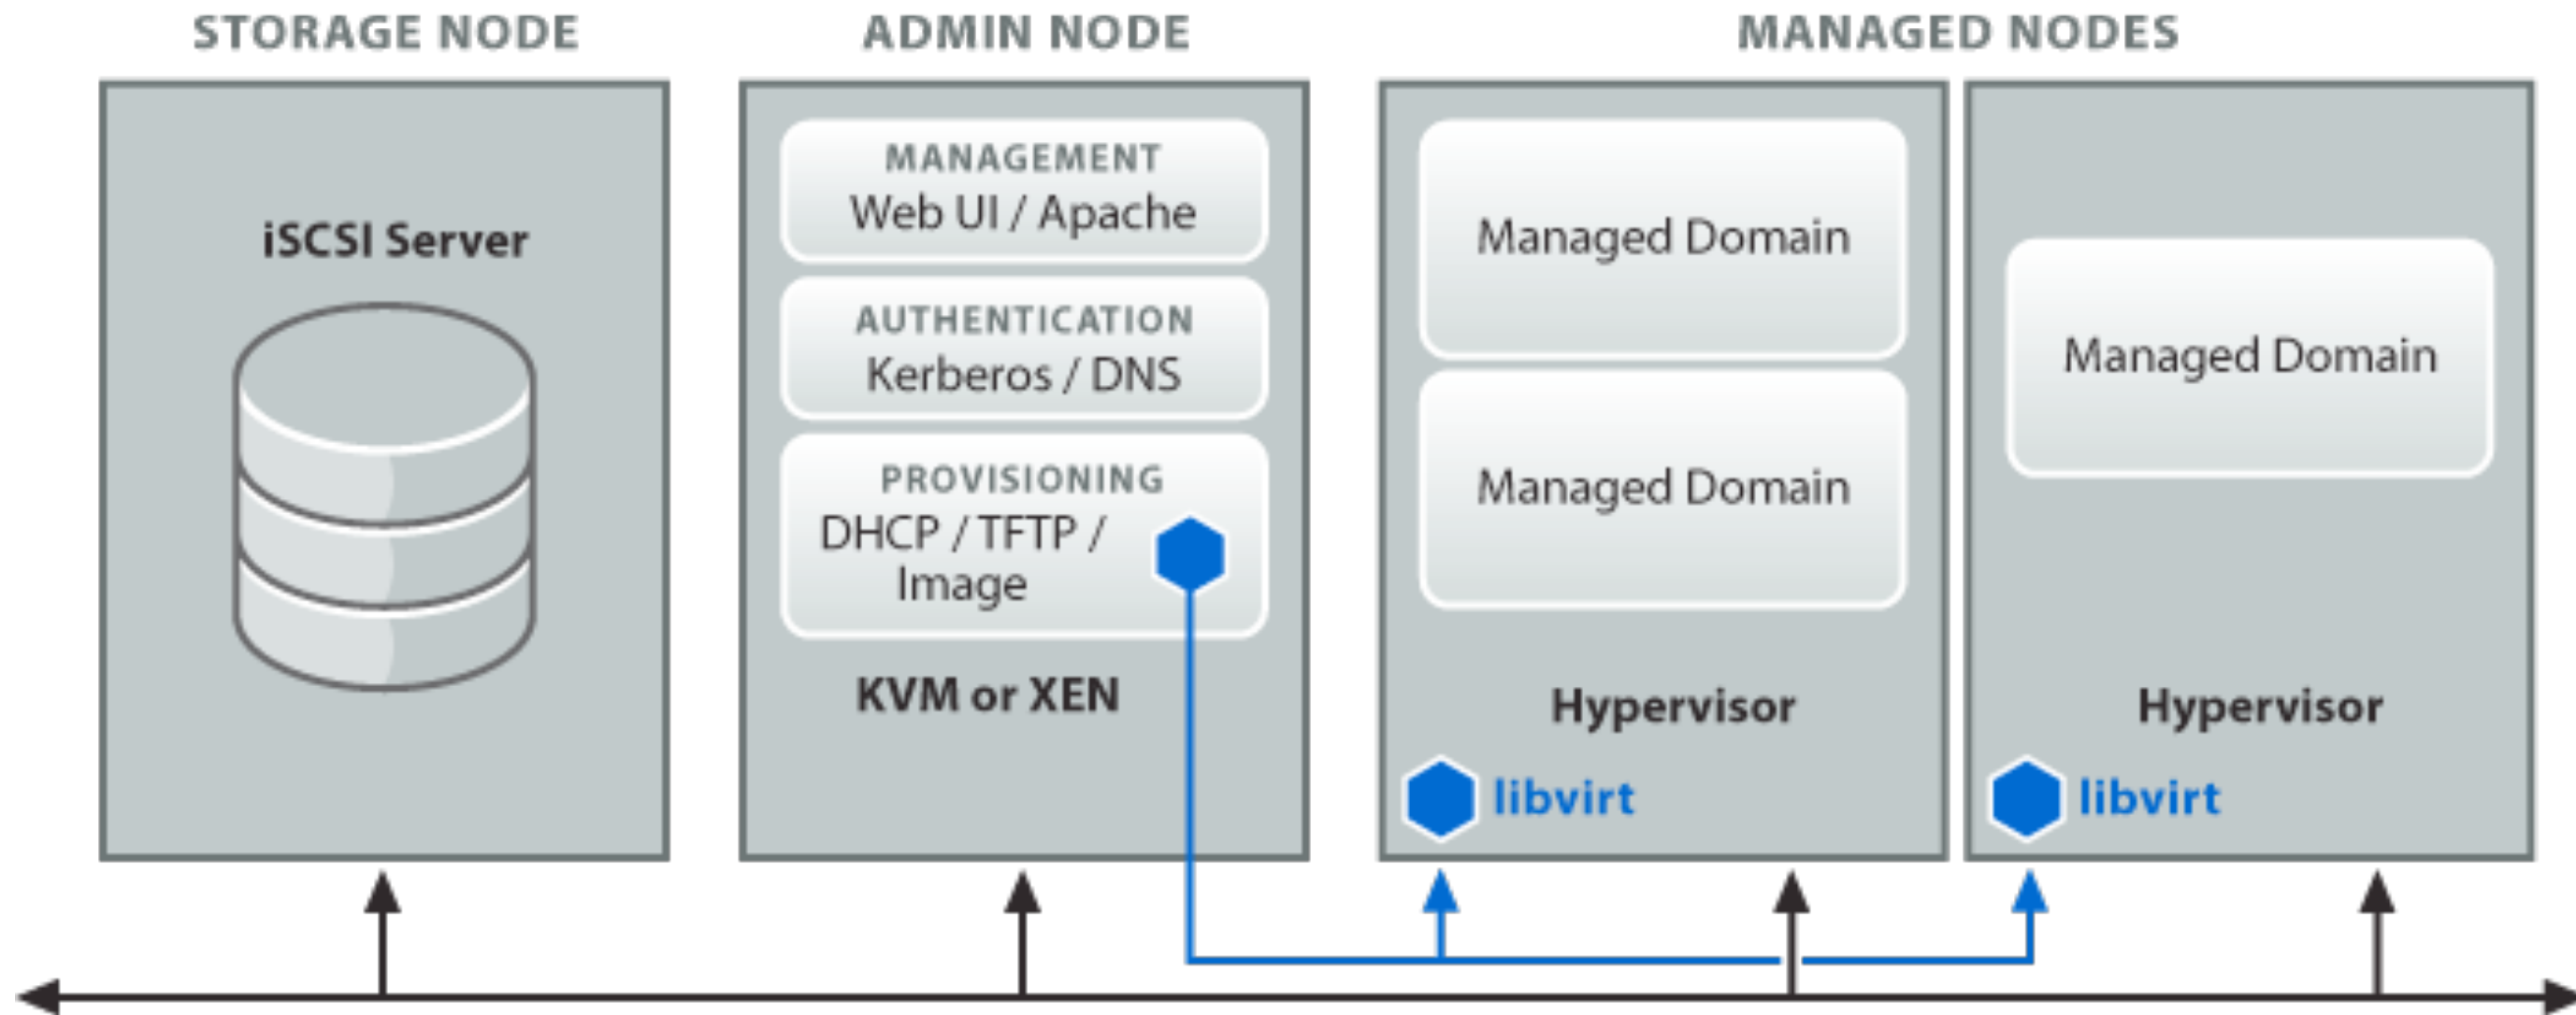 STORAGE NODE
iSCSI Server
ADMIN NODE
MANAGEMENT
Web UI / Apache
AUTHENTICATION
Kerberos / DNS
PROVISIONING
DHCP / TFTP /
Image
KVM or XEN
MANAGED NODES
Managed Domain
Managed Domain
Hypervisor
libvirt
Managed Domain
Hypervisor
libvirt